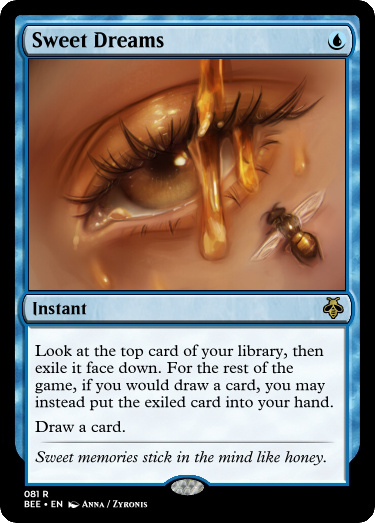 Sweet Dreams
Instant
Look at the top card of your library, then
exile it face down. For the rest of the
game, if you would draw a card, you may
instead put the exiled card into your hand.
Draw a card.
Sweet memories stick in the mind like honey.
081 R
BEE • EN Anna / Zyronis